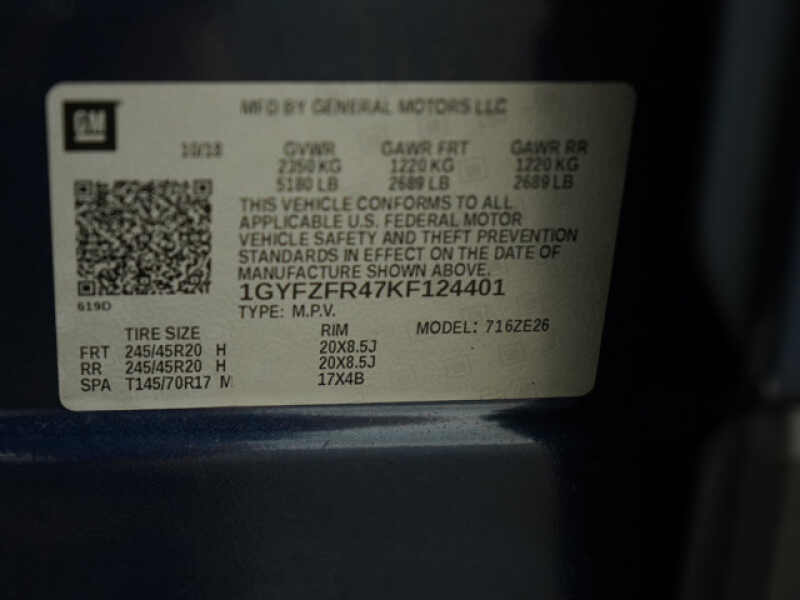 GM
MFD BY GENERAL MOTORS LLC
10/18 GVWR GAWR FRT GAWR RR
2350 KG 1220 KG 1220 KG
5180 LB 2689 LB 2689 LB
THIS VEHICLE CONFORMS TO ALL
APPLICABLE U.S. FEDERAL MOTOR
VEHICLE SAFETY AND THEFT PREVENTION
STANDARDS IN EFFECT ON THE DATE OF
MANUFACTURE SHOWN ABOVE.
1GYFZFR47KF124401
619D
TYPE: M.P.V. MODEL: 716ZE26
TIRE SIZE RIM
FRT 245/45R20 H 20X8.5J
RR 245/45R20 H 20X8.5J
SPA T145/70R17 M 17X4B